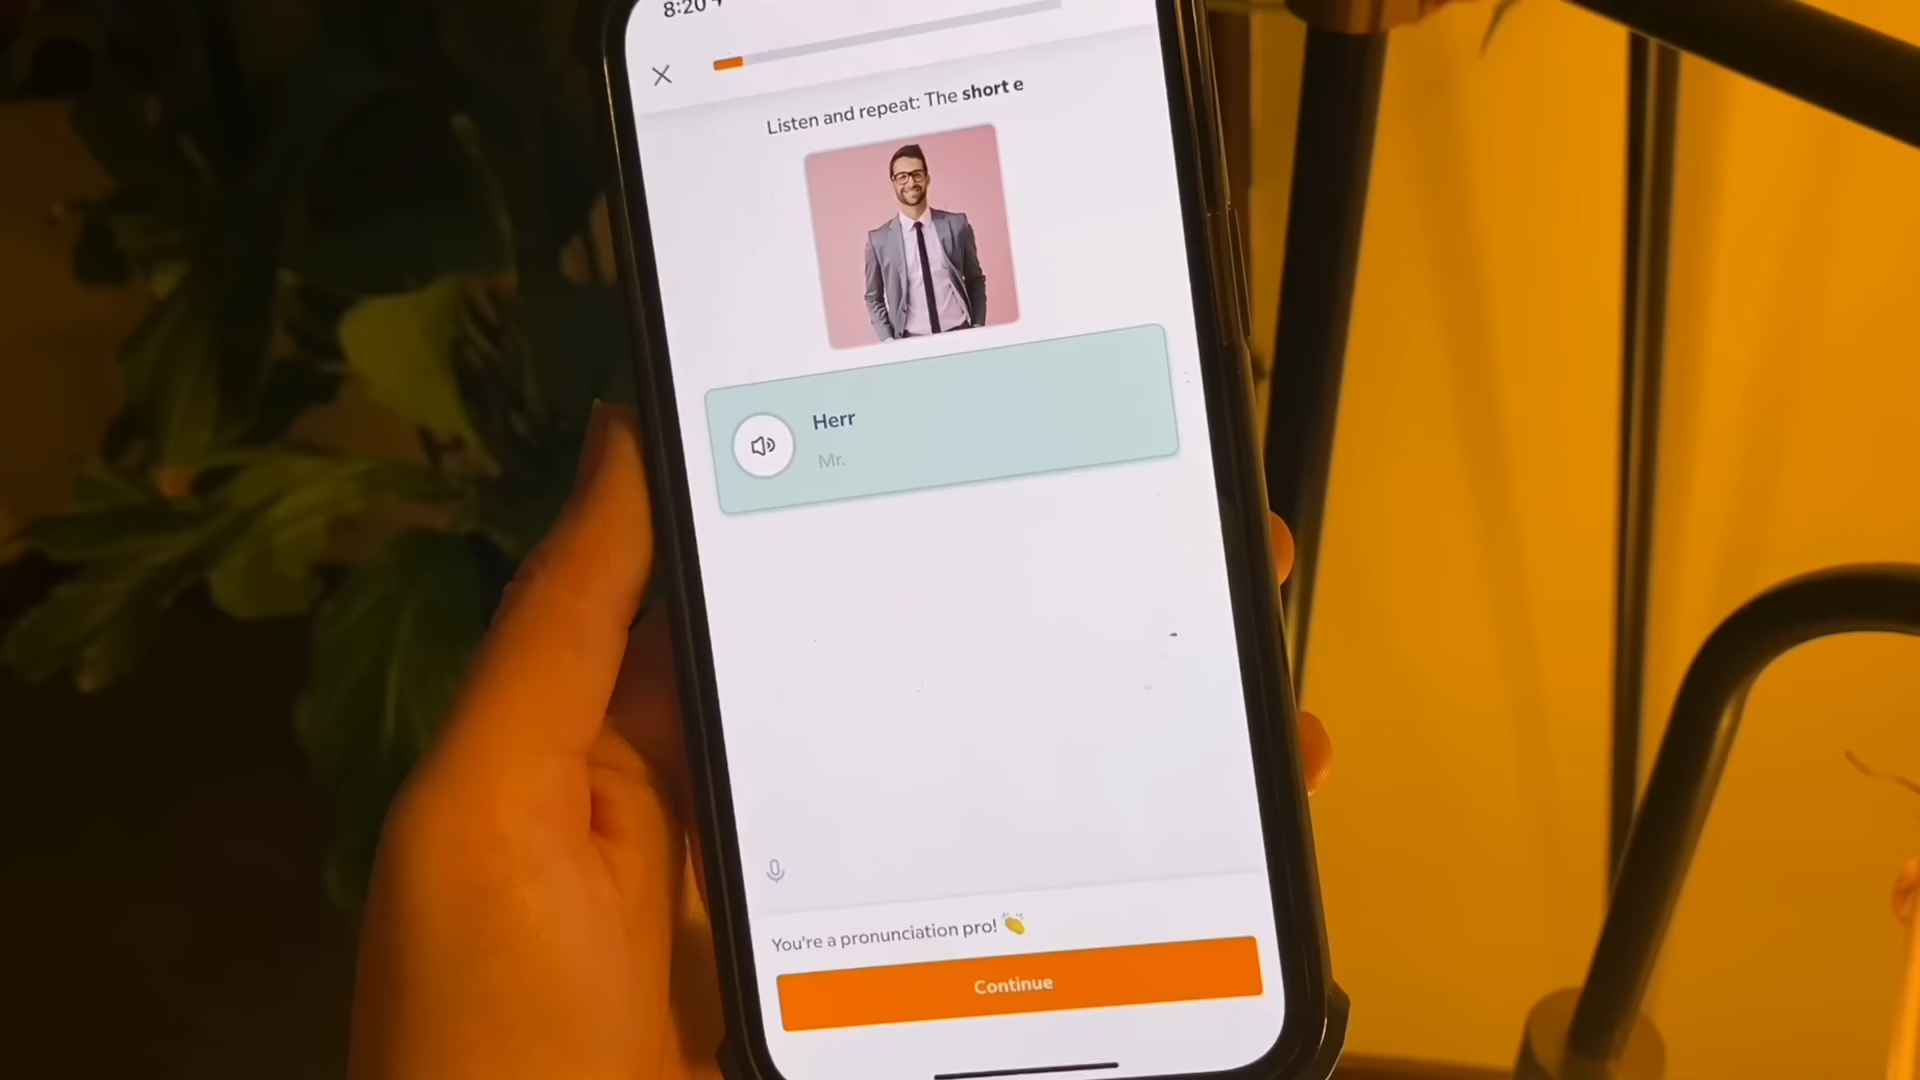 8:20
Listen and repeat: The short e
Herr
Mr.
You're a pronunciation pro! 👏
Continue